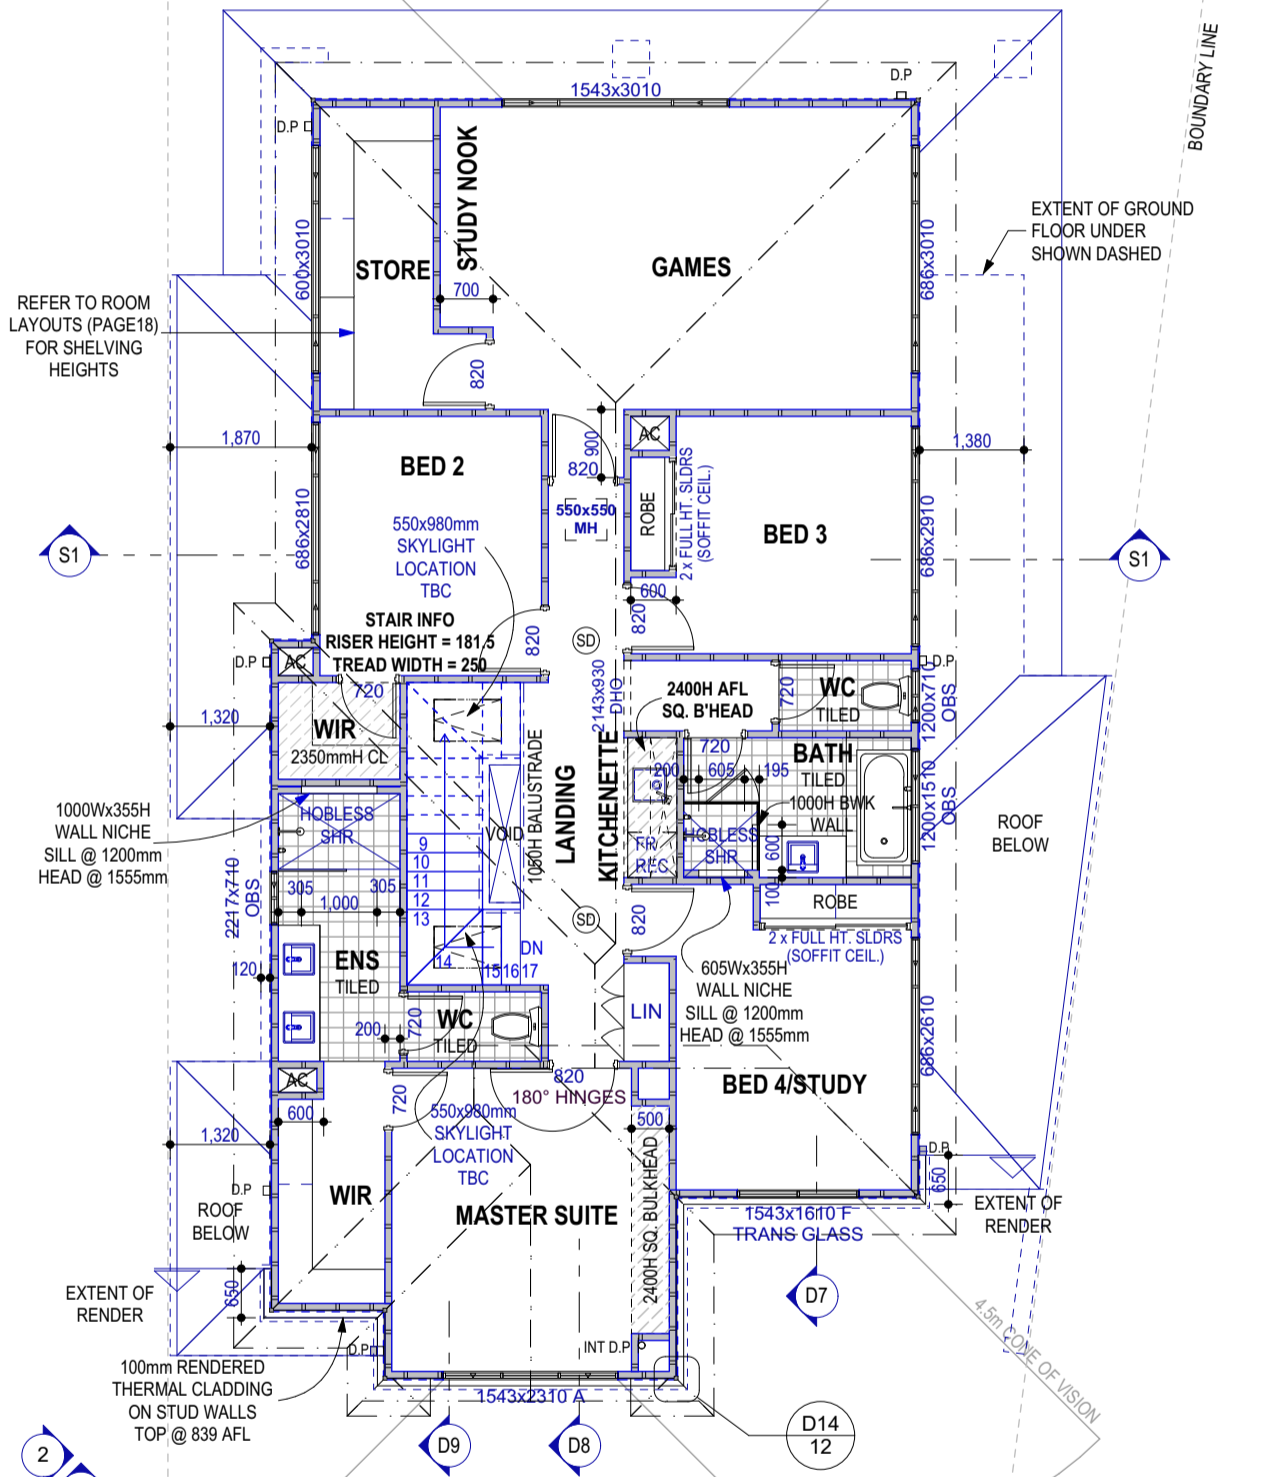 BOUNDARY LINE
D.P
1543x3010
D.P
STUDY NOOK
EXTENT OF GROUND
FLOOR UNDER
SHOWN DASHED
600x3010
STORE
GAMES
686x3010
700
REFER TO ROOM
LAYOUTS (PAGE18)
FOR SHELVING
HEIGHTS
820
1,870
BED 2
900
820
AC
1,380
686x2810
550x980mm
SKYLIGHT
LOCATION
TBC
550x550
MH
ROBE
2 x FULL HT. SLDRS
(SOFFIT CEIL.)
BED 3
686x2910
S1
S1
600
STAIR INFO
RISER HEIGHT = 181.5
TREAD WIDTH = 250
820
SD
820
D.P
AC
720
2143x930
DHO
2400H AFL
SQ. B'HEAD
720
WC
TILED
D.P
1200x710
OBS
1,320
WIR
2350mmH CL
1050H BALUSTRADE
LANDING
KITCHENETTE
720
BATH
TILED
200
605
195
1000H BWK
WALL
1200x1510
OBS
1000Wx355H
WALL NICHE
SILL @ 1200mm
HEAD @ 1555mm
HOBLESS
SHR
VOID
9
10
11
12
13
FR
REC
HOBLESS
SHR
600
100
ROOF
BELOW
2217x710
OBS
305
1,000
305
SD
820
ROBE
2 x FULL HT. SLDRS
(SOFFIT CEIL.)
120
ENS
TILED
14
15
16
17
DN
605Wx355H
WALL NICHE
SILL @ 1200mm
HEAD @ 1555mm
LIN
200
720
WC
TILED
686x2610
AC
600
720
820
180° HINGES
BED 4/STUDY
550x980mm
SKYLIGHT
LOCATION
TBC
500
1,320
D.P
D.P
650
WIR
ROOF
BELOW
MASTER SUITE
2400H SQ. BULKHEAD
1543x1610 F
TRANS GLASS
EXTENT OF
RENDER
EXTENT OF
RENDER
650
D7
4.5m CONE OF VISION
D.P
INT D.P
100mm RENDERED
THERMAL CLADDING
ON STUD WALLS
TOP @ 839 AFL
1543x2310 A
D14
12
2
D9
D8